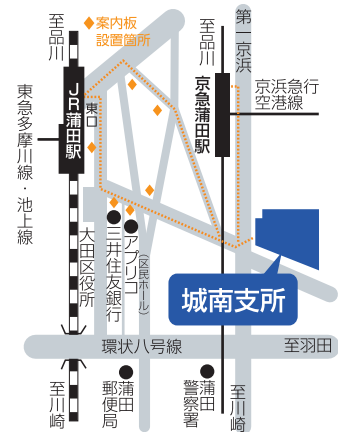 ◆案内板
設置箇所
至品川
至品川
第一京浜
JR蒲田駅
東口
京急蒲田駅
京浜急行
空港線
東急多摩川線・池上線
大田区役所
三井住友銀行
アプリコ
(区民ホール)
城南支所
環状八号線
至羽田
至川崎
蒲田
郵便局
蒲田
警察署
至川崎